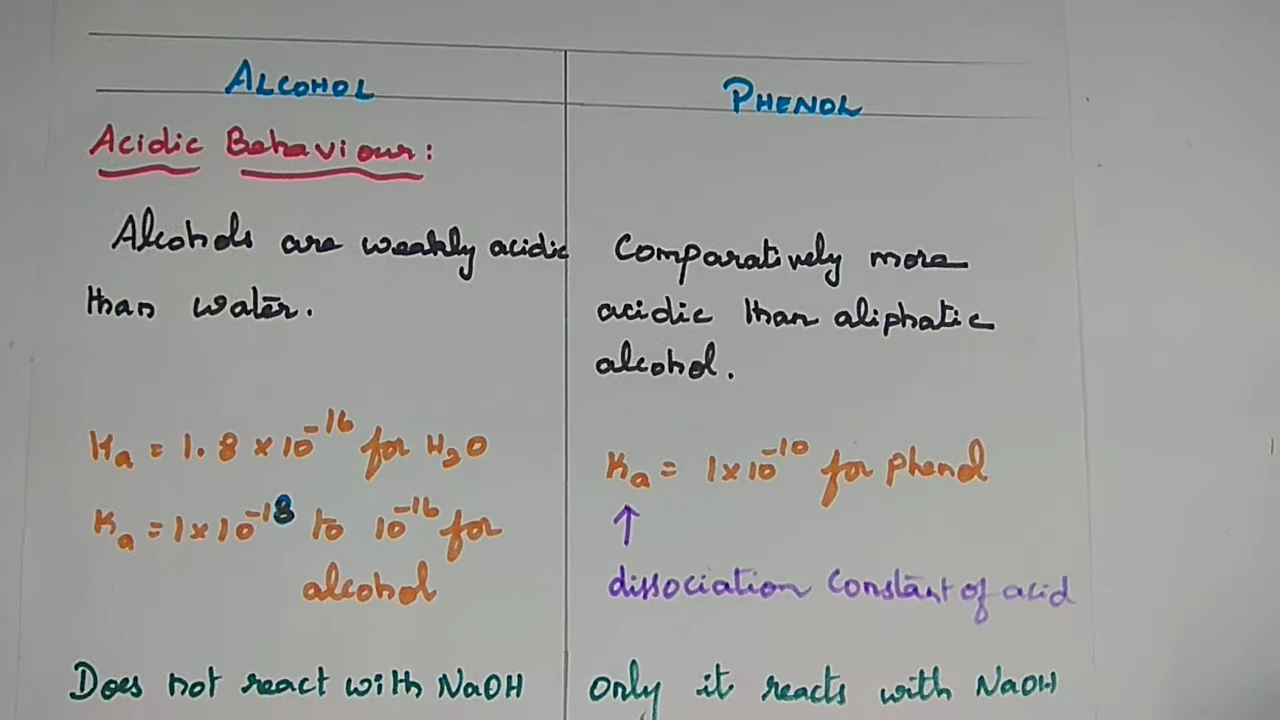 ALCOHOL
PHENOL
Acidic Behaviour:
Alcohols are weakly acidic
than water.
Ka = 1.8 × 10⁻¹⁶ for H₂O
Ka = 1 × 10⁻¹⁸ to 10⁻¹⁶ for
alcohol
Does not react with NaOH
Comparatively more
acidic than aliphatic
alcohol.
Ka = 1 × 10⁻¹⁰ for phenol
↑
dissociation constant of acid
only it reacts with NaOH